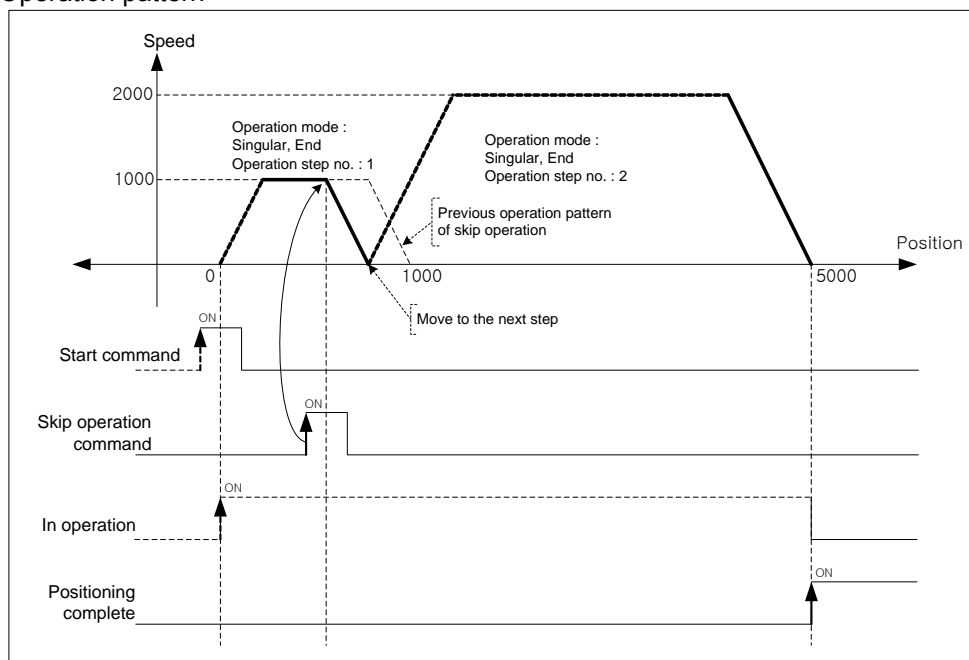 Operation pattern
Speed
2000
Operation mode :
Singular, End
Operation step no. : 1
Operation mode :
Singular, End
Operation step no. : 2
1000
Previous operation pattern
of skip operation
Position
0
1000
5000
Move to the next step
ON
Start command
ON
Skip operation
command
ON
In operation
ON
Positioning
complete